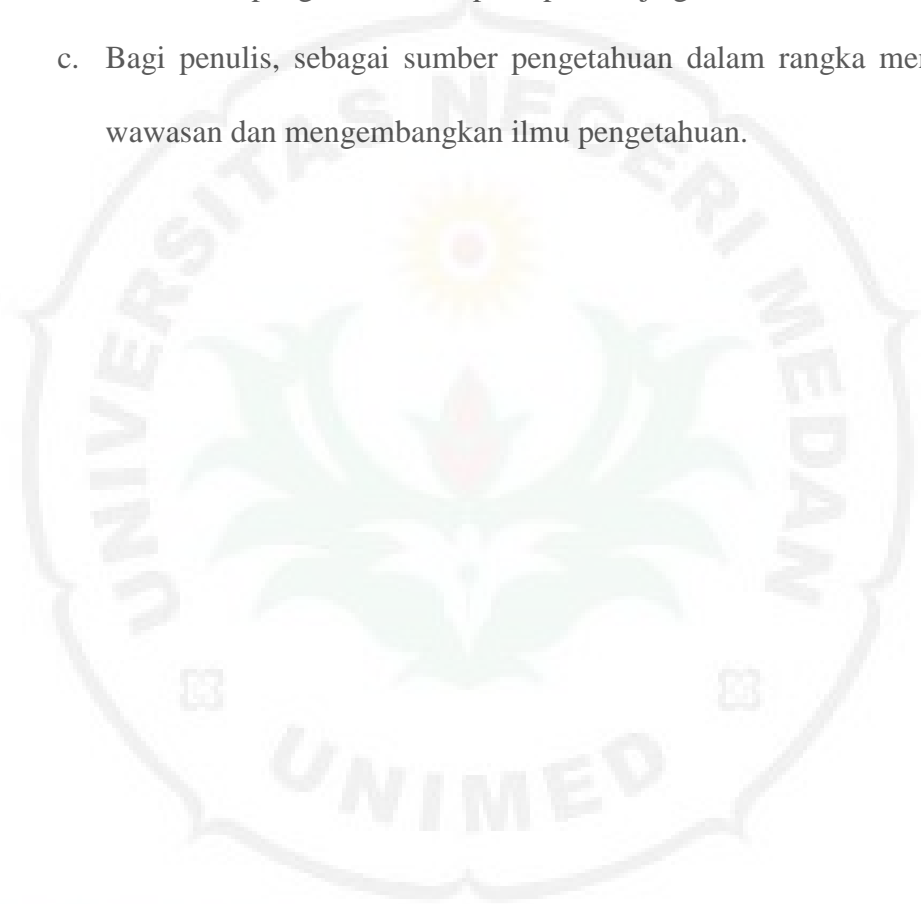 c. Bagi penulis, sebagai sumber pengetahuan dalam rangka
wawasan dan mengembangkan ilmu pengetahuan.
UNIVERSITAS NEGERI MEDAN
UNIMED